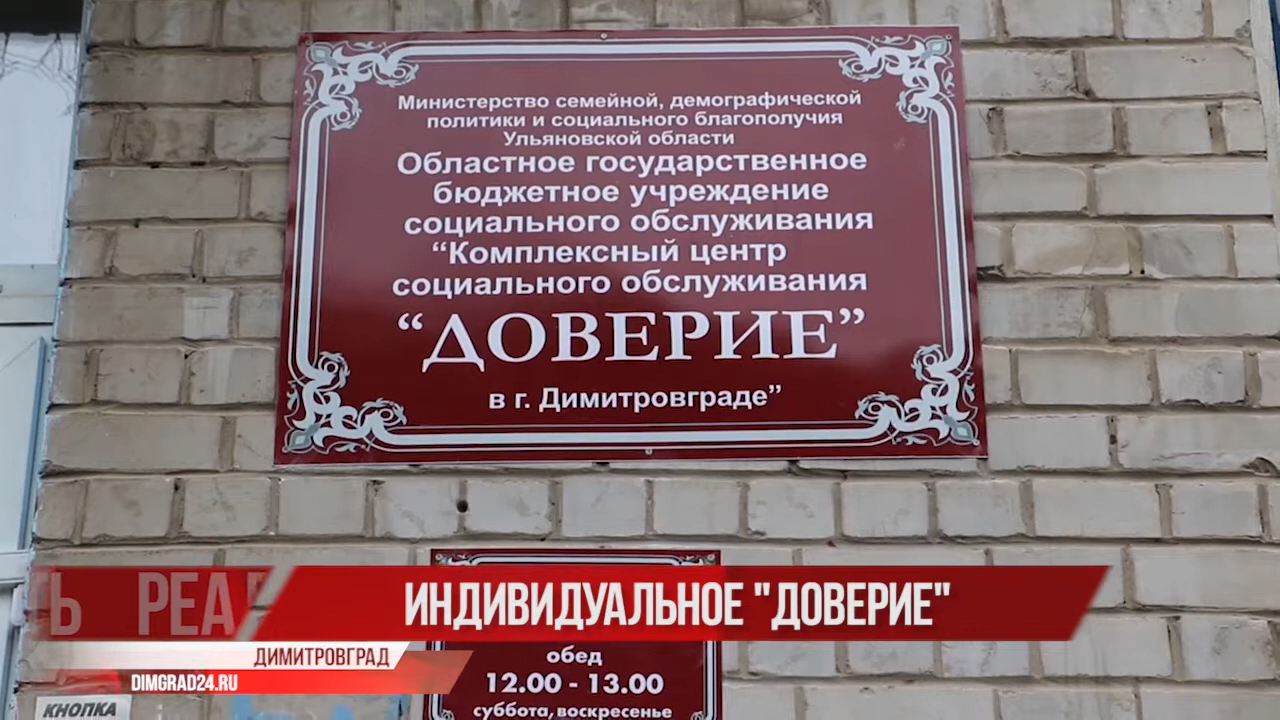 Министерство семейной, демографической
политики и социального благополучия
Ульяновской области
Областное государственное
бюджетное учреждение
социального обслуживания
“Комплексный центр
социального обслуживания
“ДОВЕРИЕ”
в г. Димитровграде”
ИНДИВИДУАЛЬНОЕ "ДОВЕРИЕ"
ДИМИТРОВГРАД
DIMGRAD24.RU
обед
12.00 - 13.00
суббота, воскресенье
КНОПКА